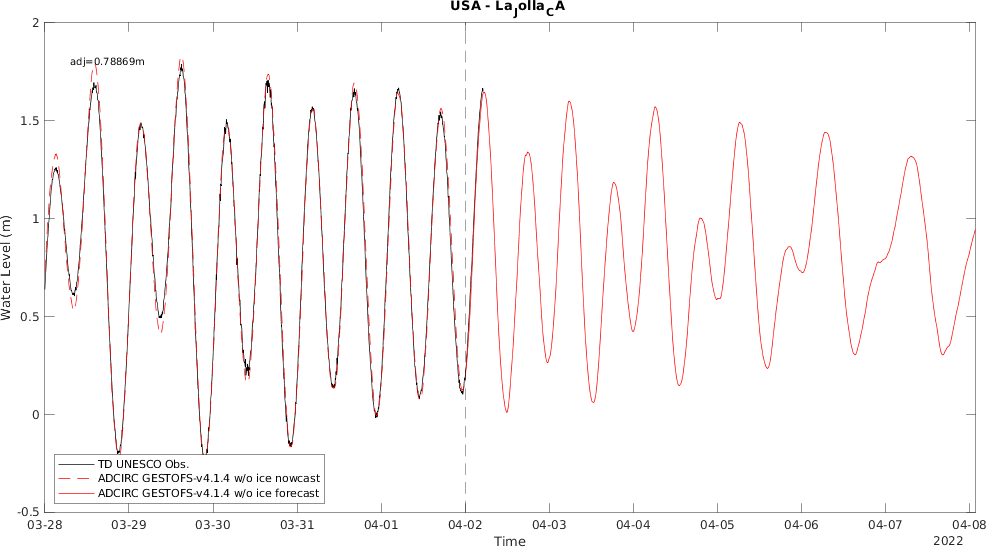 USA - LaJollaCA
2
adj=0.78869m
1.5
1
0.5
0
-0.5
Water Level (m)
TD UNESCO Obs.
ADCIRC GESTOFS-v4.1.4 w/o ice nowcast
ADCIRC GESTOFS-v4.1.4 w/o ice forecast
03-28 03-29 03-30 03-31 04-01 04-02 04-03 04-04 04-05 04-06 04-07 04-08
Time
2022